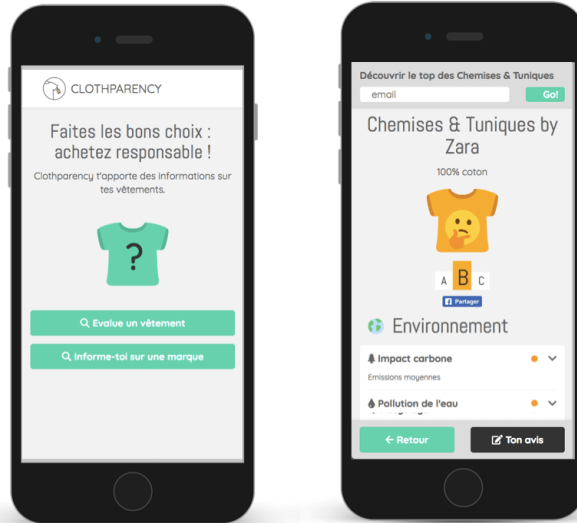 CLOTHPARENCY
Faites les bons choix :
achetez responsable !
Clothparency t'apporte des informations sur
tes vêtements.
?
Evalue un vêtement
Informe-toi sur une marque
Découvrir le top des Chemises & Tuniques
email
Go!
Chemises & Tuniques by
Zara
100% coton
A B C
Partager
Environnement
Impact carbone
Emissions moyennes
Pollution de l'eau
Retour
Ton avis